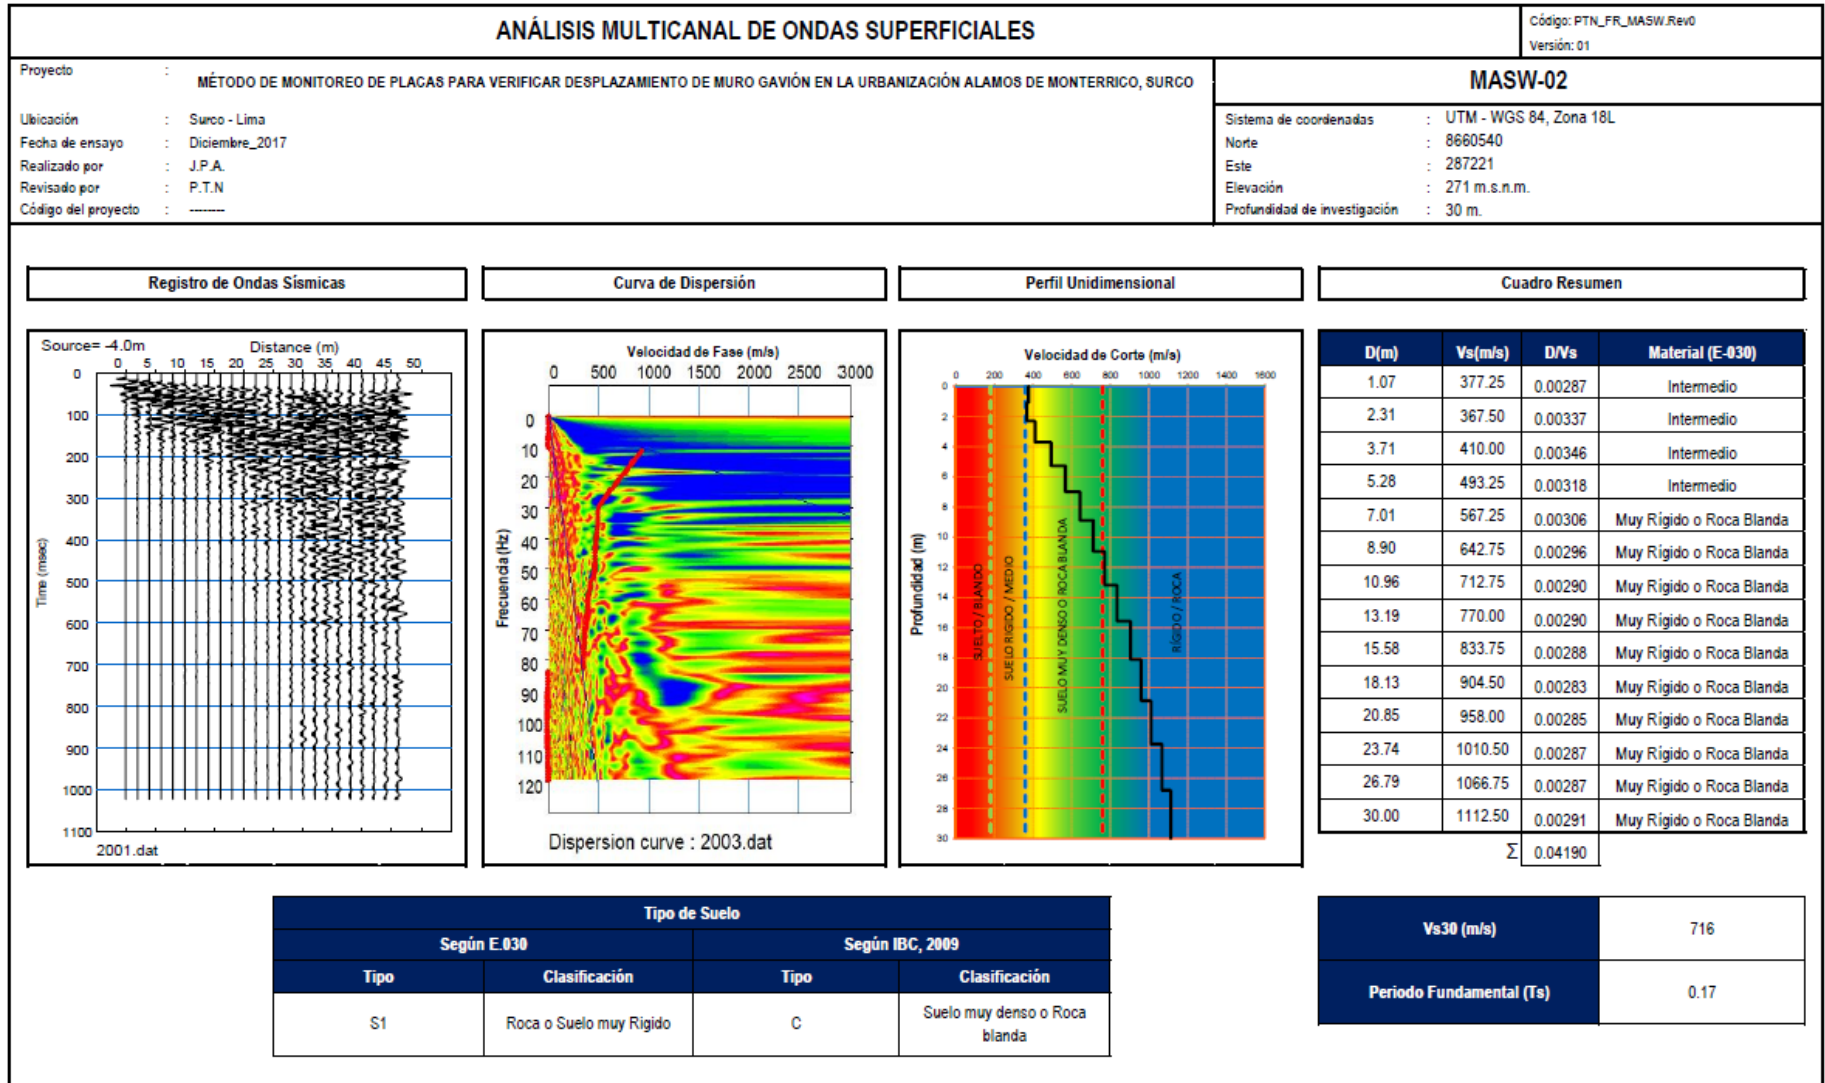 ANÁLISIS MULTICANAL DE ONDAS SUPERFICIALES
Código: PTN_FR_MASW.Rev0
Versión: 01
Proyecto : MÉTODO DE MONITOREO DE PLACAS PARA VERIFICAR DESPLAZAMIENTO DE MURO GAVIÓN EN LA URBANIZACIÓN ALAMOS DE MONTERRICO, SURCO
Ubicación : Surco - Lima
Fecha de ensayo : Diciembre_2017
Realizado por : J.P.A.
Revisado por : P.T.N
Código del proyecto : --------
MASW-02
Sistema de coordenadas : UTM - WGS 84, Zona 18L
Norte : 8660540
Este : 287221
Elevación : 271 m.s.n.m.
Profundidad de investigación : 30 m.
Registro de Ondas Sísmicas
Source= -4.0m Distance (m)
0 5 10 15 20 25 30 35 40 45 50
Time (msec)
0
100
200
300
400
500
600
700
800
900
1000
1100
2001.dat
Curva de Dispersión
Velocidad de Fase (m/s)
0 500 1000 1500 2000 2500 3000
Frecuencia (Hz)
0
10
20
30
40
50
60
70
80
90
100
110
120
Dispersion curve : 2003.dat
Perfil Unidimensional
Velocidad de Corte (m/s)
0 200 400 600 800 1000 1200 1400 1600
Profundidad (m)
0
2
4
6
8
10
12
14
16
18
20
22
24
26
28
30
SUELTO / BLANDO
SUELO RIGIDO / MEDIO
SUELO MUY DENSO O ROCA BLANDA
RÍGIDO / ROCA
Cuadro Resumen
D(m) Vs(m/s) D/Vs Material (E-030)
1.07 377.25 0.00287 Intermedio
2.31 367.50 0.00337 Intermedio
3.71 410.00 0.00346 Intermedio
5.28 493.25 0.00318 Intermedio
7.01 567.25 0.00306 Muy Rígido o Roca Blanda
8.90 642.75 0.00296 Muy Rígido o Roca Blanda
10.96 712.75 0.00290 Muy Rígido o Roca Blanda
13.19 770.00 0.00290 Muy Rígido o Roca Blanda
15.58 833.75 0.00288 Muy Rígido o Roca Blanda
18.13 904.50 0.00283 Muy Rígido o Roca Blanda
20.85 958.00 0.00285 Muy Rígido o Roca Blanda
23.74 1010.50 0.00287 Muy Rígido o Roca Blanda
26.79 1066.75 0.00287 Muy Rígido o Roca Blanda
30.00 1112.50 0.00291 Muy Rígido o Roca Blanda
Σ 0.04190
Tipo de Suelo
Según E.030 Según IBC, 2009
Tipo Clasificación Tipo Clasificación
S1 Roca o Suelo muy Rigido C Suelo muy denso o Roca
blanda
Vs30 (m/s) 716
Periodo Fundamental (Ts) 0.17